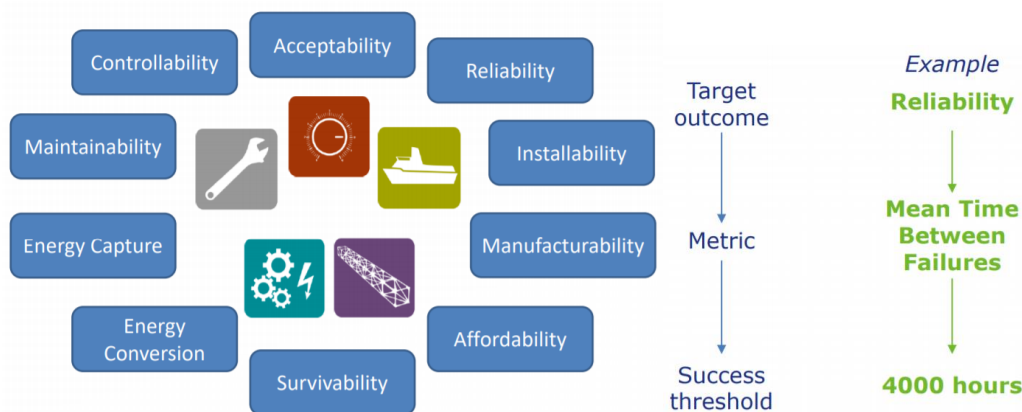 Acceptability
Controllability
Reliability
Maintainability
Installability
Energy Capture
Manufacturability
Energy
Conversion
Affordability
Survivability
Target
outcome
Metric
Success
threshold
Example
Reliability
Mean Time
Between
Failures
4000 hours